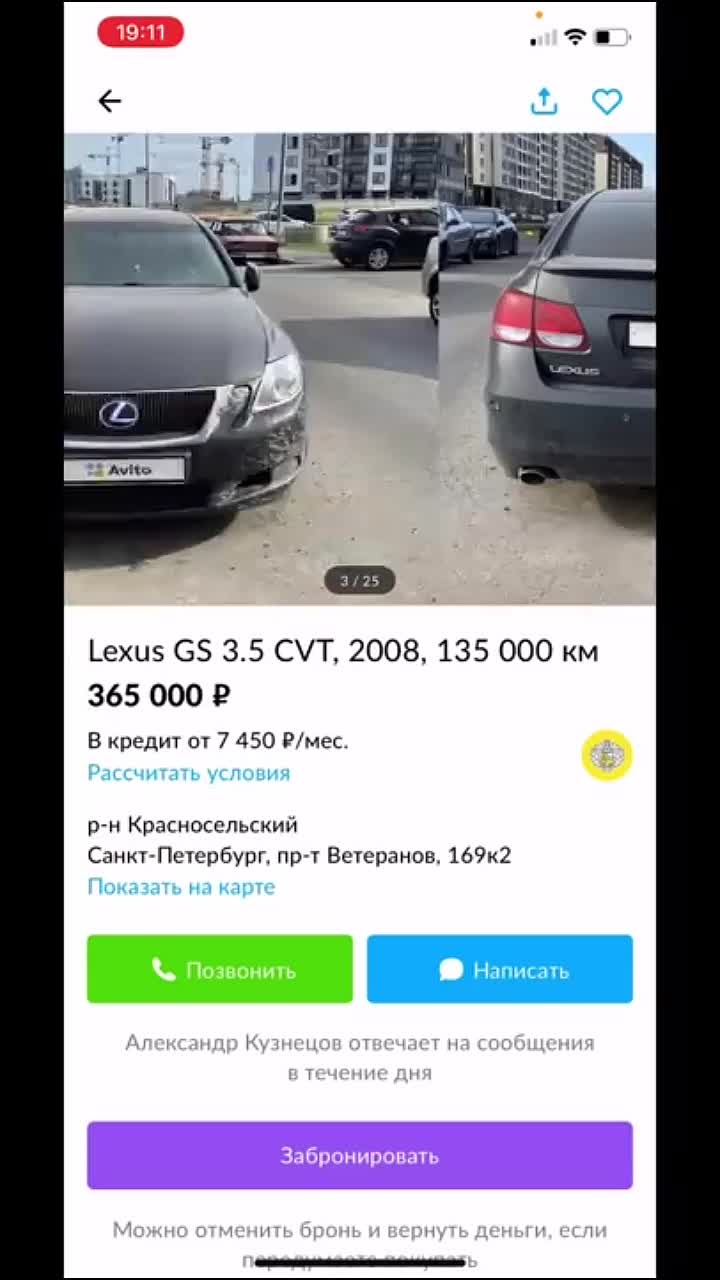 19:11
Avito
LEXUS
3 / 25
Lexus GS 3.5 CVT, 2008, 135 000 км
365 000 ₽
В кредит от 7 450 ₽/мес.
Рассчитать условия
р-н Красносельский
Санкт-Петербург, пр-т Ветеранов, 169к2
Показать на карте
Позвонить
Написать
Александр Кузнецов отвечает на сообщения
в течение дня
Забронировать
Можно отменить бронь и вернуть деньги, если
передумаете покупать